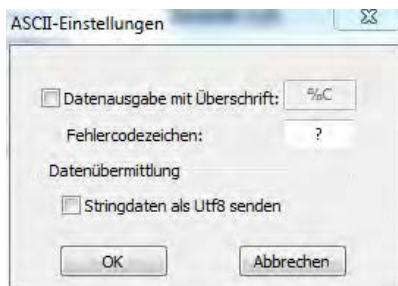 ASCII-Einstellungen
Datenausgabe mit Überschrift: %C
Fehlercodezeichen: ?
Datenübermittlung
Stringdaten als Utf8 senden
OK Abbrechen